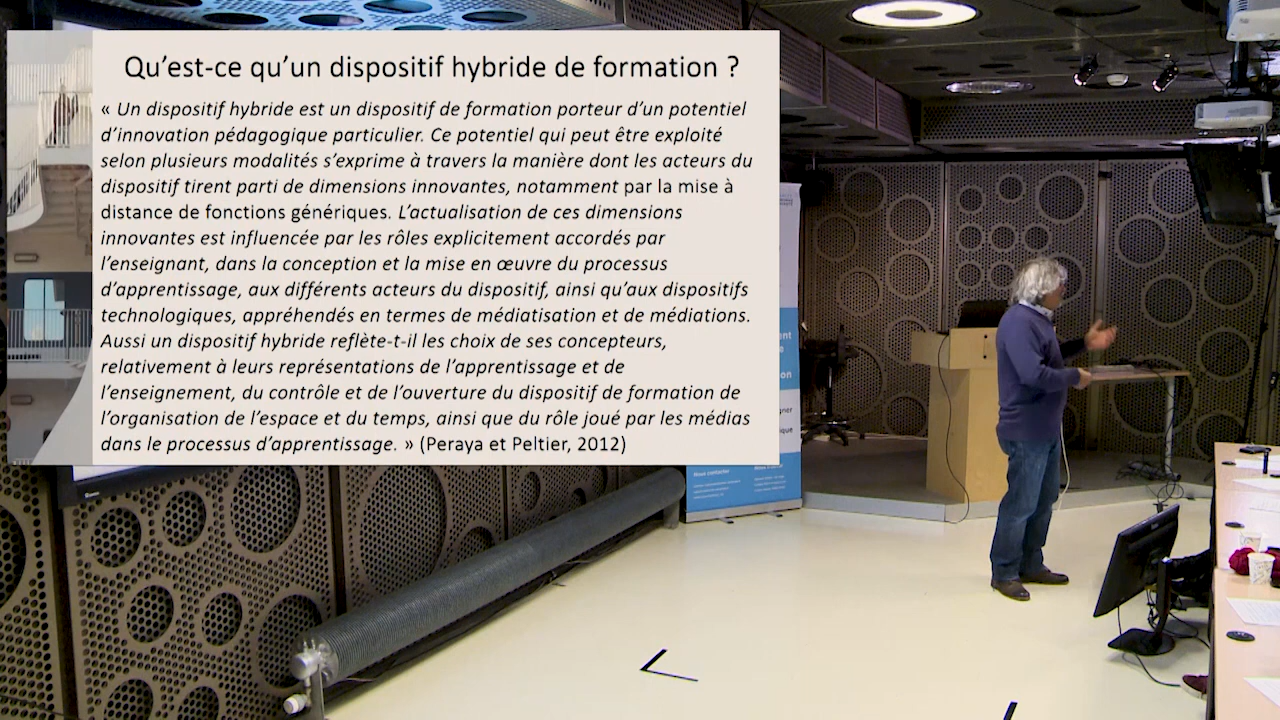 Qu’est-ce qu’un dispositif hybride de formation ?
« Un dispositif hybride est un dispositif de formation porteur d’un potentiel
d’innovation pédagogique particulier. Ce potentiel qui peut être exploité
selon plusieurs modalités s’exprime à travers la manière dont les acteurs du
dispositif tirent parti de dimensions innovantes, notamment par la mise à
distance de fonctions génériques. L’actualisation de ces dimensions
innovantes est influencée par les rôles explicitement accordés par
l’enseignant, dans la conception et la mise en œuvre du processus
d’apprentissage, aux différents acteurs du dispositif, ainsi qu’aux dispositifs
technologiques, appréhendés en termes de médiatisation et de médiations.
Aussi un dispositif hybride reflète-t-il les choix de ses concepteurs,
relativement à leurs représentations de l’apprentissage et de
l’enseignement, du contrôle et de l’ouverture du dispositif de formation de
l’organisation de l’espace et du temps, ainsi que du rôle joué par les médias
dans le processus d’apprentissage. » (Peraya et Peltier, 2012)
Nous contacter